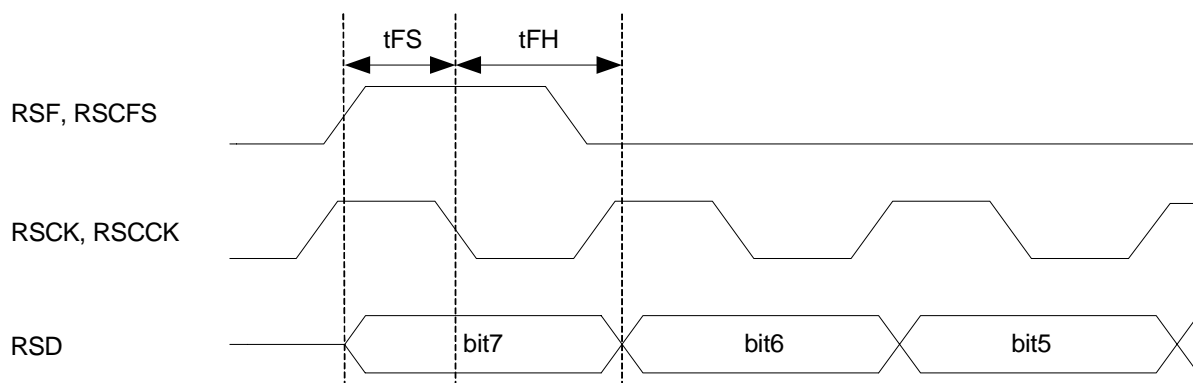 tFS tFH
RSF, RSCFS
RSCK, RSCCK
RSD bit7 bit6 bit5